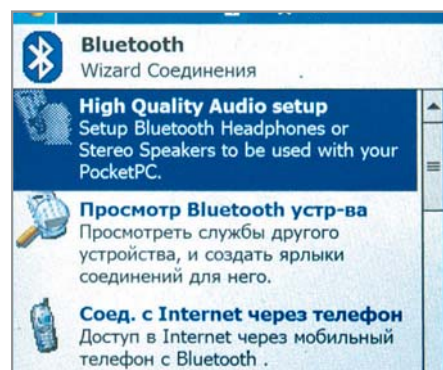 Bluetooth
Wizard Соединения
High Quality Audio setup
Setup Bluetooth Headphones or
Stereo Speakers to be used with your
PocketPC.
Просмотр Bluetooth устр-ва
Просмотреть службы другого
устройства, и создать ярлыки
соединений для него.
Соед. с Internet через телефон
Доступ в Internet через мобильный
телефон с Bluetooth .